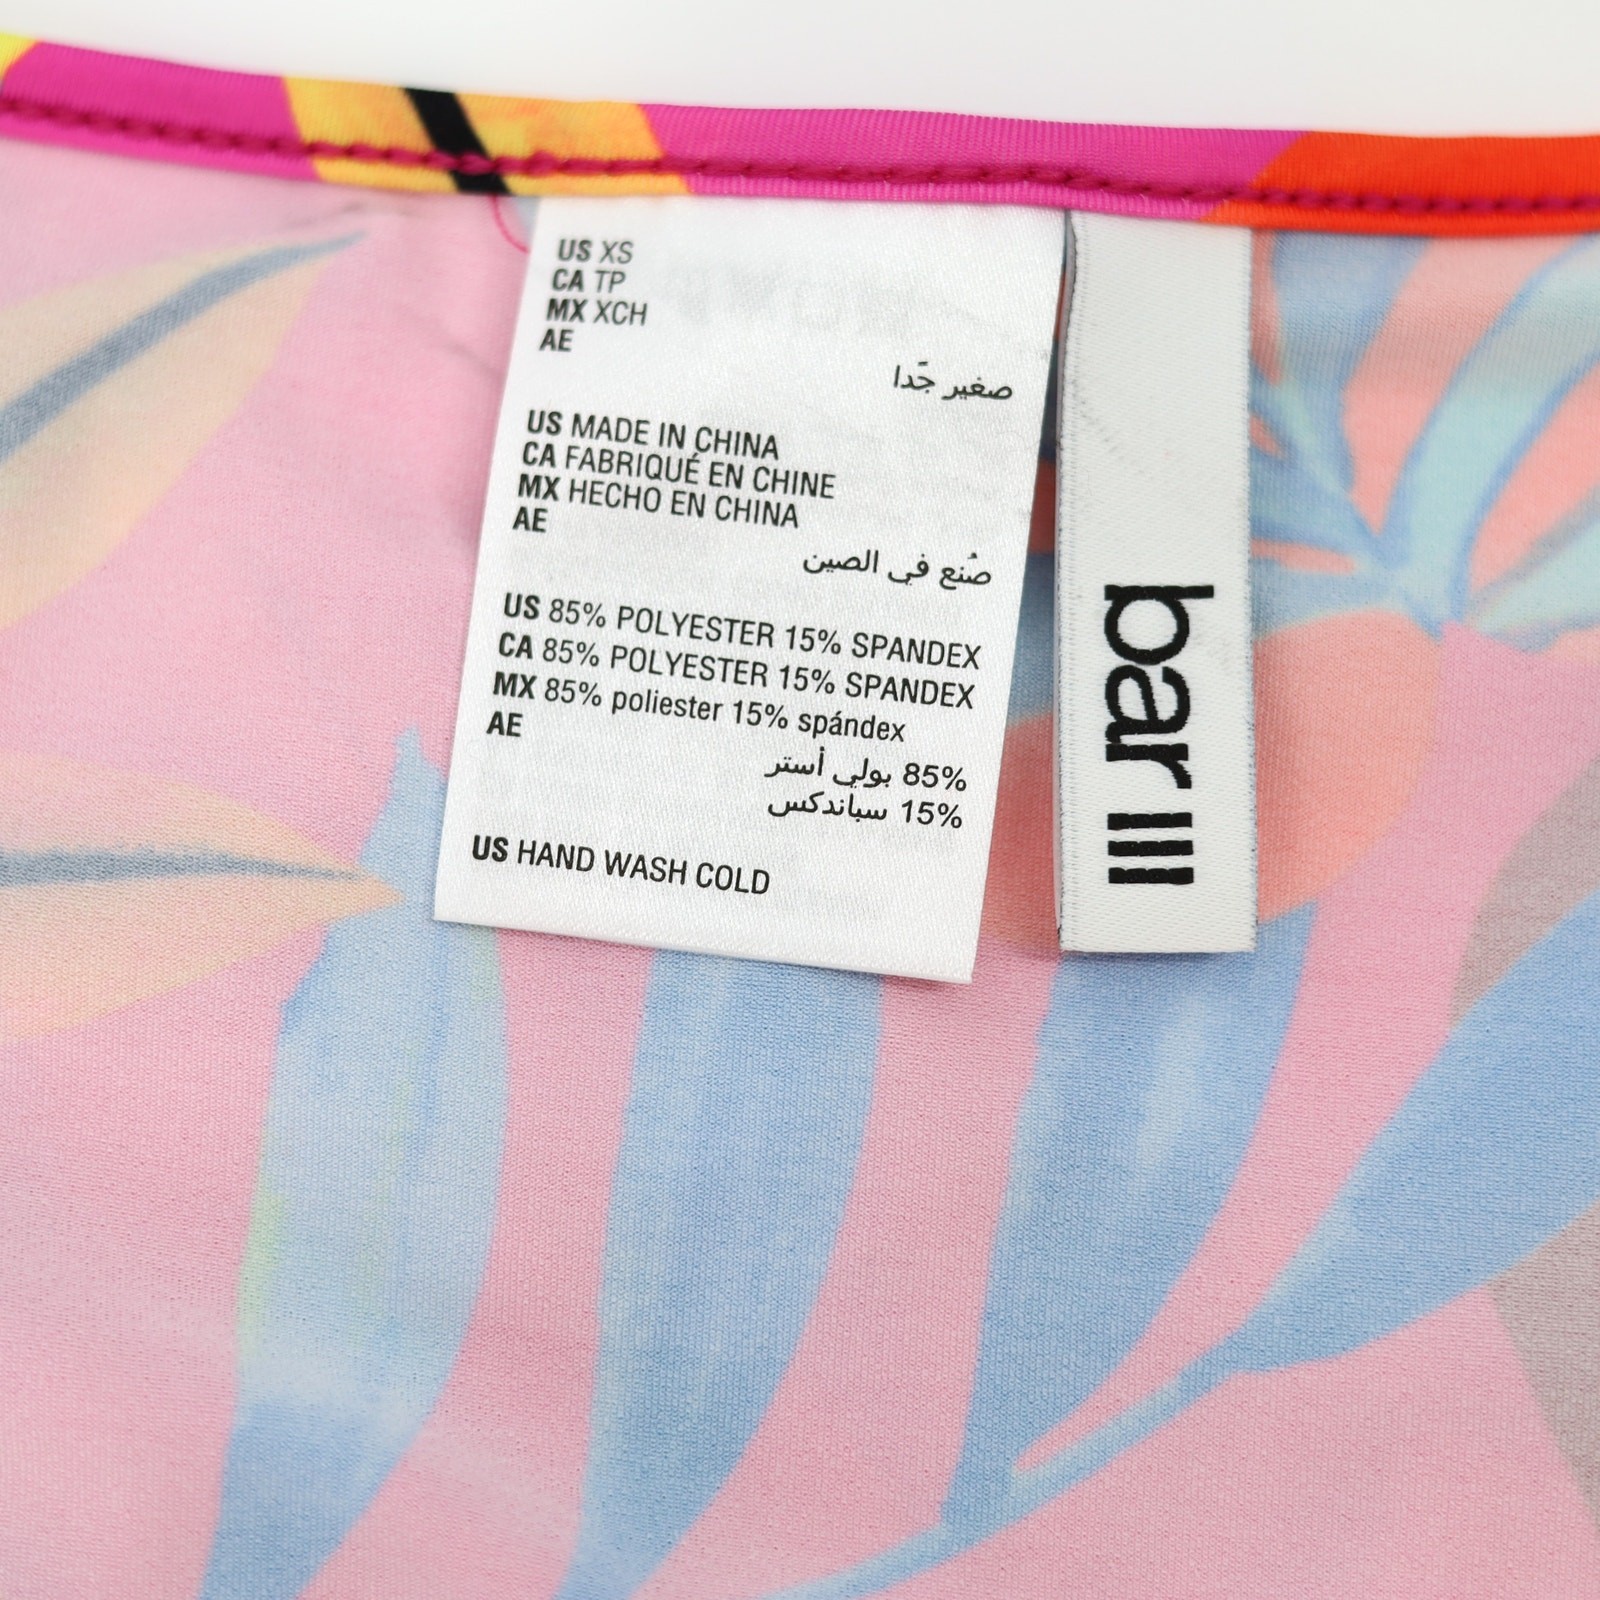 US XS
CA TP
MX XCH
AE
صغير جًدا
US MADE IN CHINA
CA FABRIQUÉ EN CHINE
MX HECHO EN CHINA
AE
صُنع في الصين
US 85% POLYESTER 15% SPANDEX
CA 85% POLYESTER 15% SPANDEX
MX 85% poliester 15% spándex
AE
85% بولي أستر
15% سباندكس
US HAND WASH COLD
bar IIII